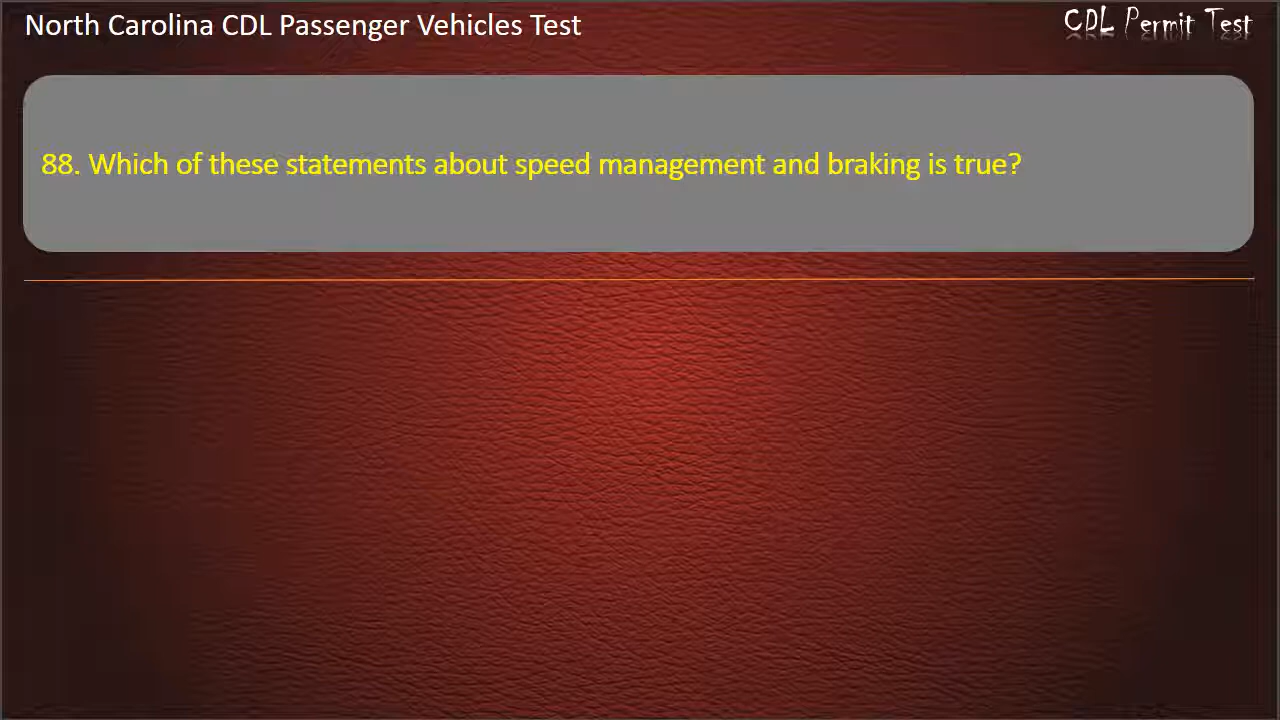 North Carolina CDL Passenger Vehicles Test
CDL Permit Test
88. Which of these statements about speed management and braking is true?